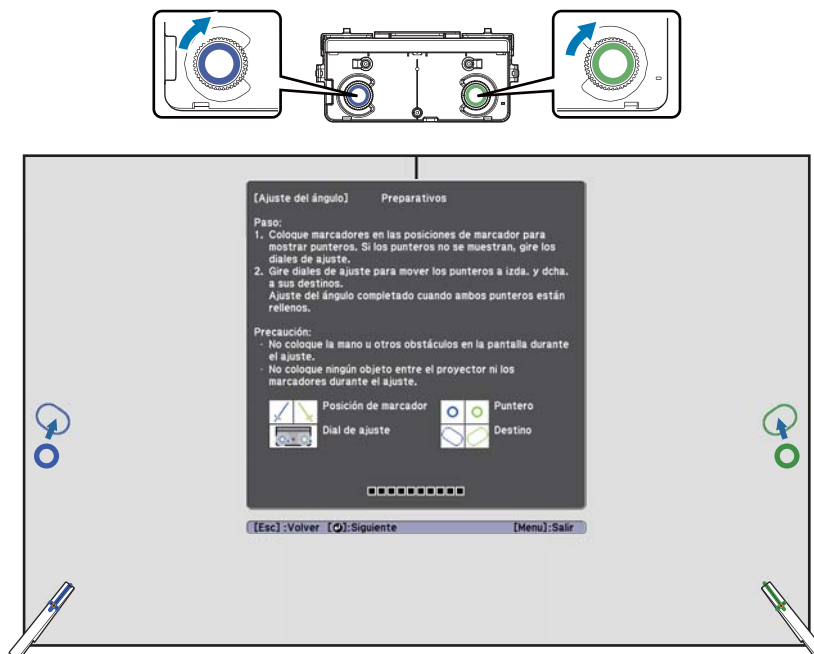 [Ajuste del ángulo] Preparativos
Paso:
1. Coloque marcadores en las posiciones de marcador para
mostrar punteros. Si los punteros no se muestran, gire los
diales de ajuste.
2. Gire diales de ajuste para mover los punteros a izda. y dcha.
a sus destinos.
Ajuste del ángulo completado cuando ambos punteros están
rellenos.
Precaución:
· No coloque la mano u otros obstáculos en la pantalla durante
el ajuste.
· No coloque ningún objeto entre el proyector ni los
marcadores durante el ajuste.
Posición de marcador Puntero
Dial de ajuste Destino
[Esc] :Volver [⏎]:Siguiente [Menu]:Salir